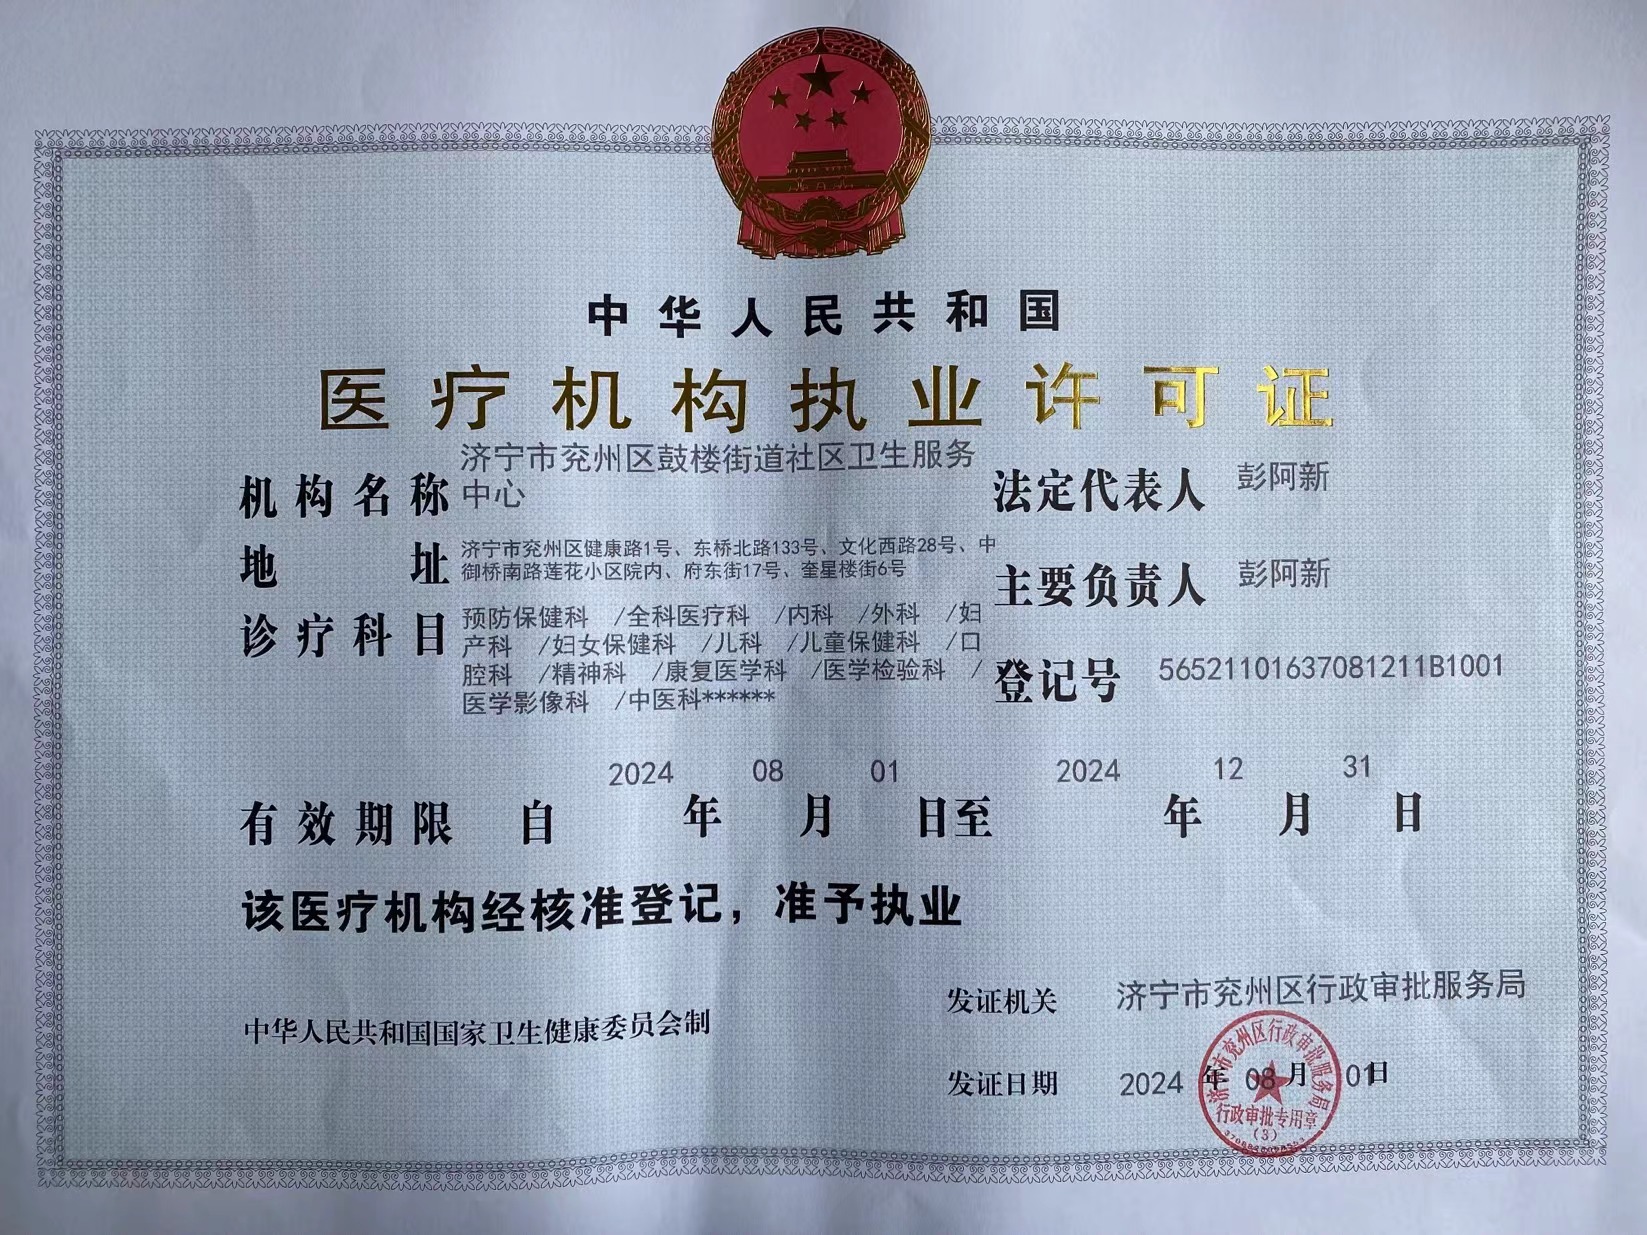 中华人民共和国
医疗机构执业许可证
机构名称 济宁市兖州区鼓楼街道社区卫生服务
中心
法定代表人 彭阿新
地址 济宁市兖州区健康路1号、东桥北路133号、文化西路28号、中
御桥南路莲花小区院内、府东街17号、奎星楼街6号
主要负责人 彭阿新
诊疗科目 预防保健科 /全科医疗科 /内科 /外科 /妇
产科 /妇女保健科 /儿科 /儿童保健科 /口
腔科 /精神科 /康复医学科 /医学检验科 /
医学影像科 /中医科******
登记号 56521101637081211B1001
有效期限 自 2024 年 08 月 01 日至 2024 年 12 月 31 日
该医疗机构经核准登记，准予执业
中华人民共和国国家卫生健康委员会制
发证机关 济宁市兖州区行政审批服务局
发证日期 2024 年 08 月 01 日
济宁市兖州区行政审批服务局
行政审批专用章
(3)